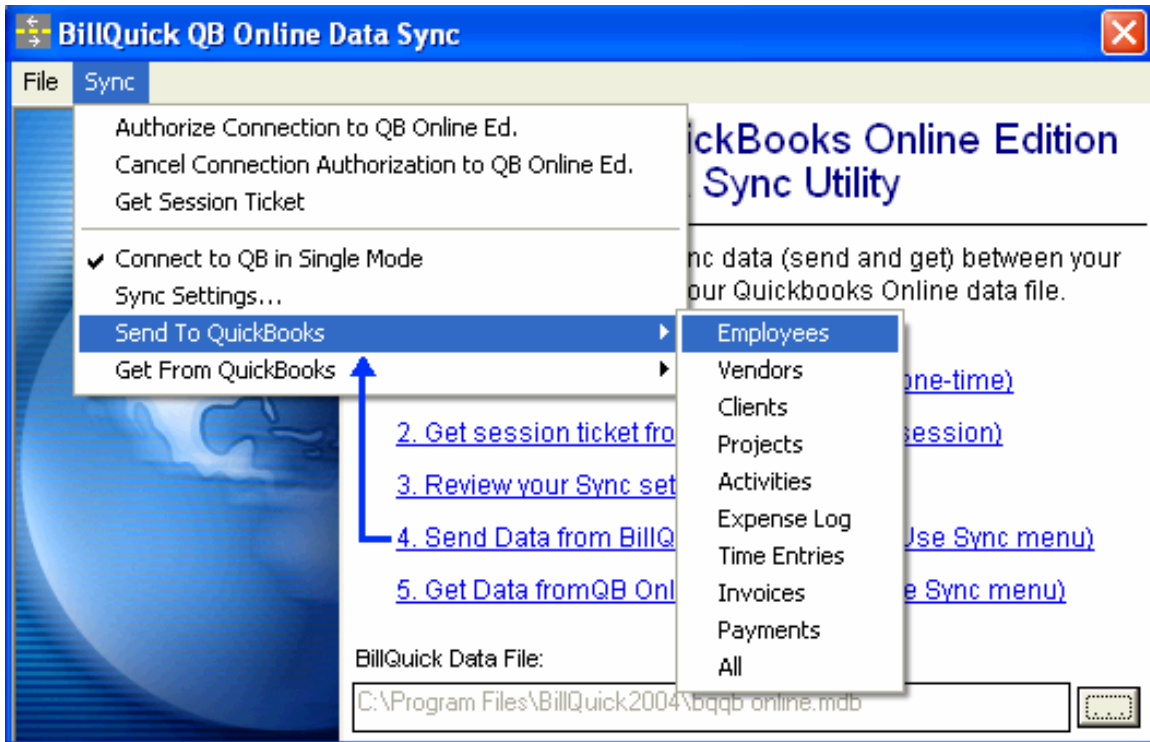 BillQuick QB Online Data Sync
File Sync
Authorize Connection to QB Online Ed.
Cancel Connection Authorization to QB Online Ed.
Get Session Ticket
Connect to QB in Single Mode
Sync Settings...
Send To QuickBooks
Get From QuickBooks
Employees
Vendors
Clients
Projects
Activities
Expense Log
Time Entries
Invoices
Payments
All
ickBooks Online Edition
Sync Utility
nc data (send and get) between your
our Quickbooks Online data file.
one-time)
2. Get session ticket fro session)
3. Review your Sync set
4. Send Data from BillQ Use Sync menu)
5. Get Data fromQB Onl e Sync menu)
BillQuick Data File:
C:\Program Files\BillQuick2004\bqqb online.mdb
...